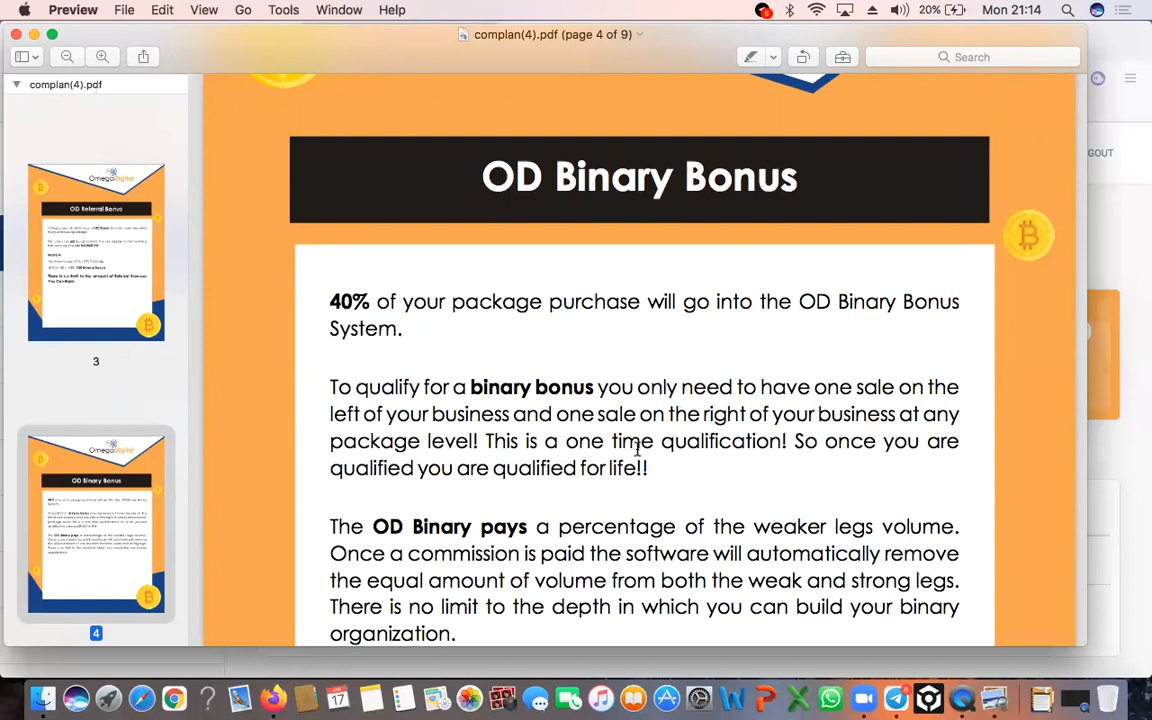 Preview File Edit View Go Tools Window Help 20% Mon 21:14
complan(4).pdf (page 4 of 9)
Search
complan(4).pdf
OmegaDigital
OD Referral Bonus
3
OmegaDigital
OD Binary Bonus
4
OD Binary Bonus
40% of your package purchase will go into the OD Binary Bonus
System.
To qualify for a binary bonus you only need to have one sale on the
left of your business and one sale on the right of your business at any
package level! This is a one time qualification! So once you are
qualified you are qualified for life!!
The OD Binary pays a percentage of the weaker legs volume.
Once a commission is paid the software will automatically remove
the equal amount of volume from both the weak and strong legs.
There is no limit to the depth in which you can build your binary
organization.
GOUT
17